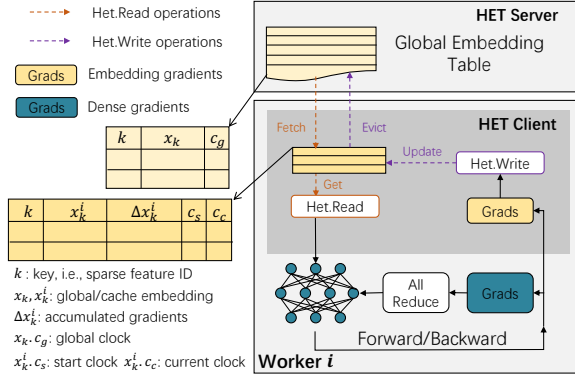 Het.Read operations
Het.Write operations
Grads Embedding gradients
Grads Dense gradients
k x_k c_g
k x_k^i Δx_k^i c_s c_c
k : key, i.e., sparse feature ID
x_k, x_k^i: global/cache embedding
Δx_k^i: accumulated gradients
x_k.c_g: global clock
x_k^i.c_s: start clock x_k^i.c_c: current clock
HET Server
Global Embedding
Table
Fetch
Evict
HET Client
Update
Het.Write
Get
Het.Read
Grads
All
Reduce
Grads
Forward/Backward
Worker i